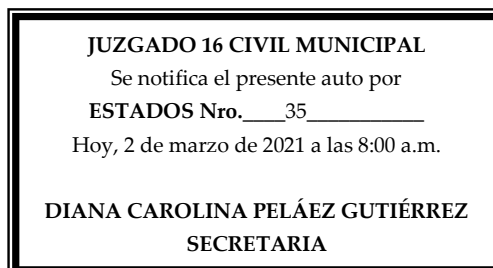 JUZGADO 16 CIVIL MUNICIPAL
Se notifica el presente auto por
ESTADOS Nro.____35___________
Hoy, 2 de marzo de 2021 a las 8:00 a.m.
DIANA CAROLINA PELÁEZ GUTIÉRREZ
SECRETARIA